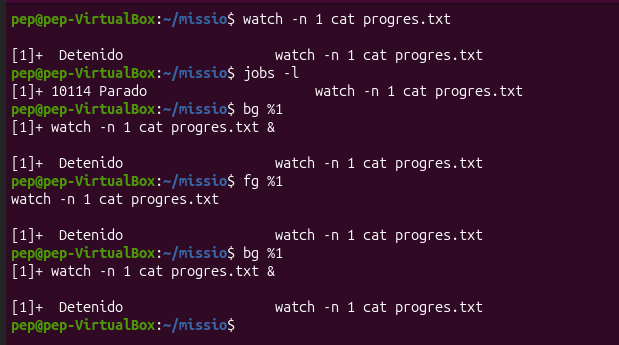 pep@pep-VirtualBox:~/missio$ watch -n 1 cat progres.txt
[1]+  Detenido                   watch -n 1 cat progres.txt
pep@pep-VirtualBox:~/missio$ jobs -l
[1]+ 10114 Parado                     watch -n 1 cat progres.txt
pep@pep-VirtualBox:~/missio$ bg %1
[1]+ watch -n 1 cat progres.txt &
[1]+  Detenido                   watch -n 1 cat progres.txt
pep@pep-VirtualBox:~/missio$ fg %1
watch -n 1 cat progres.txt
[1]+  Detenido                   watch -n 1 cat progres.txt
pep@pep-VirtualBox:~/missio$ bg %1
[1]+ watch -n 1 cat progres.txt &
[1]+  Detenido                   watch -n 1 cat progres.txt
pep@pep-VirtualBox:~/missio$